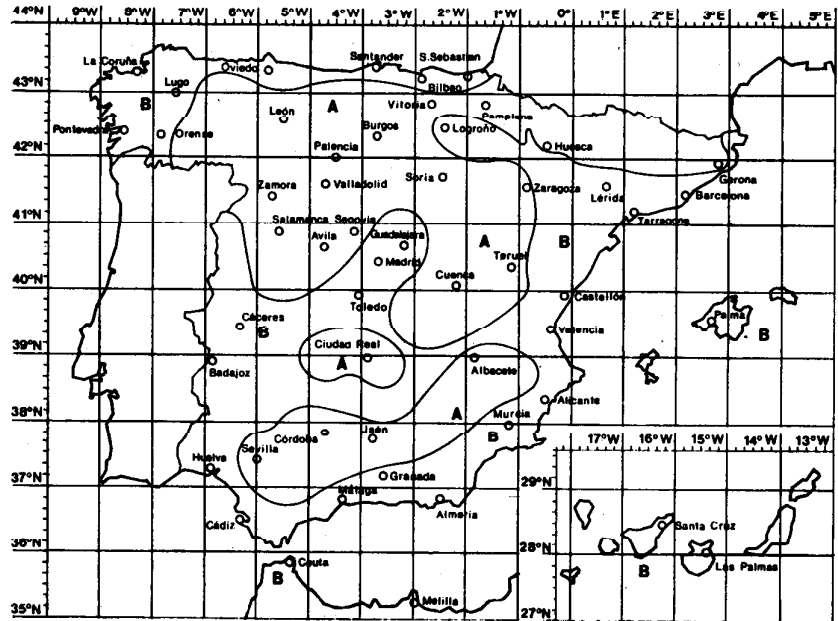 44°N 8°W 7°W 6°W 5°W 4°W 3°W 2°W 1°W 0° 1°E 2°E 3°E 4°E 5°E
La Coruña Oviedo Santander S.Sebastian
43°N Lugo Bilbao
B León A Vitoria Pamplona
Pontevedra Orense Burgos Logroño
42°N Palencia Huesca
Gerona
Zamora Valladolid Soria Zaragoza Lérida Barcelona
41°N Tarragona
Salamanca Segovia Guadalajara
Avila A B
Madrid Teruel
40°N Cuenca
Toledo Castellón
Cáceres Palma
B Valencia B
39°N Ciudad Real
Badajoz A Albacete
38°N Alicante
A Murcia
Córdoba Jaén B 17°W 16°W 15°W 14°W 13°W
Sevilla
Huelva Granada
37°N 29°N
Málaga
Cádiz Almería Santa Cruz
36°N 28°N
Ceuta B Las Palmas
B
Melilla
35°N 27°N